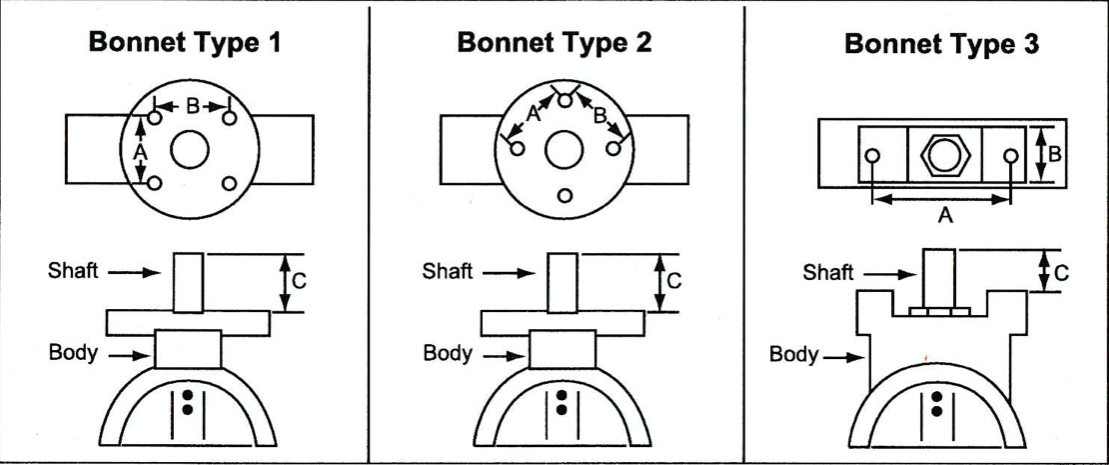 Bonnet Type 1
B
A
Shaft
C
Body
Bonnet Type 2
A
B
Shaft
C
Body
Bonnet Type 3
B
A
Shaft
C
Body